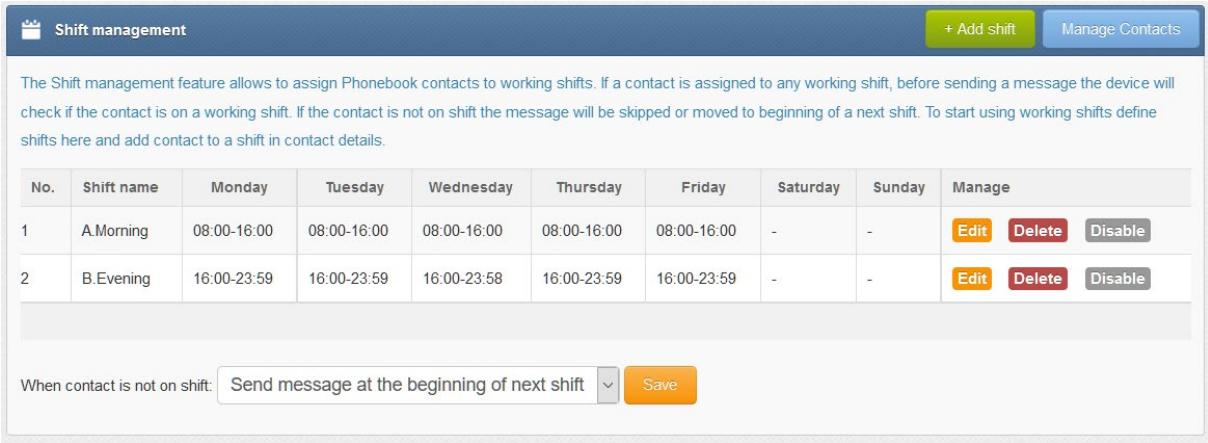 Shift management
+ Add shift
Manage Contacts
The Shift management feature allows to assign Phonebook contacts to working shifts. If a contact is assigned to any working shift, before sending a message the device will
check if the contact is on a working shift. If the contact is not on shift the message will be skipped or moved to beginning of a next shift. To start using working shifts define
shifts here and add contact to a shift in contact details.
No. Shift name Monday Tuesday Wednesday Thursday Friday Saturday Sunday Manage
1 A.Morning 08:00-16:00 08:00-16:00 08:00-16:00 08:00-16:00 08:00-16:00 - - Edit Delete Disable
2 B.Evening 16:00-23:59 16:00-23:59 16:00-23:58 16:00-23:59 16:00-23:59 - - Edit Delete Disable
When contact is not on shift: Send message at the beginning of next shift Save